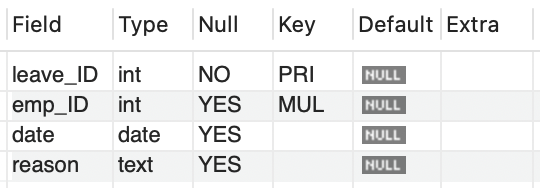 Field Type Null Key Default Extra
leave_ID int NO PRI NULL
emp_ID int YES MUL NULL
date date YES NULL
reason text YES NULL